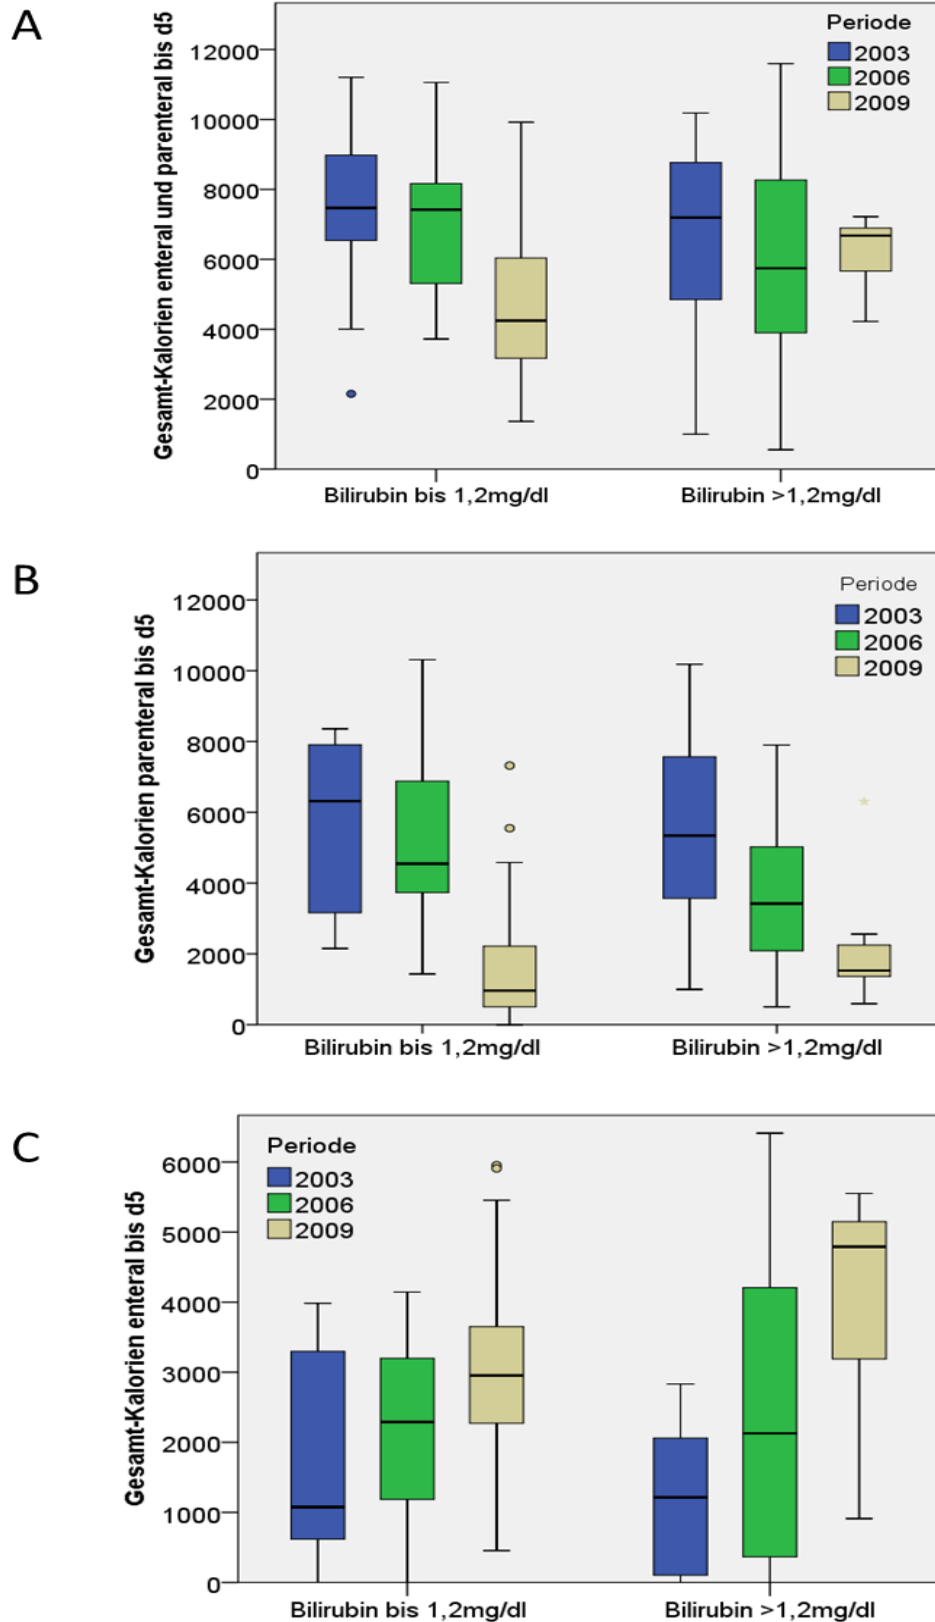 A
Gesamt-Kalorien enteral und parenteral bis d5
12000
10000
8000
6000
4000
2000
0
Periode
2003
2006
2009
Bilirubin bis 1,2mg/dl
Bilirubin >1,2mg/dl
B
Gesamt-Kalorien parenteral bis d5
12000
10000
8000
6000
4000
2000
0
Periode
2003
2006
2009
Bilirubin bis 1,2mg/dl
Bilirubin >1,2mg/dl
C
Gesamt-Kalorien enteral bis d5
6000
5000
4000
3000
2000
1000
0
Periode
2003
2006
2009
Bilirubin bis 1,2mg/dl
Bilirubin >1,2mg/dl